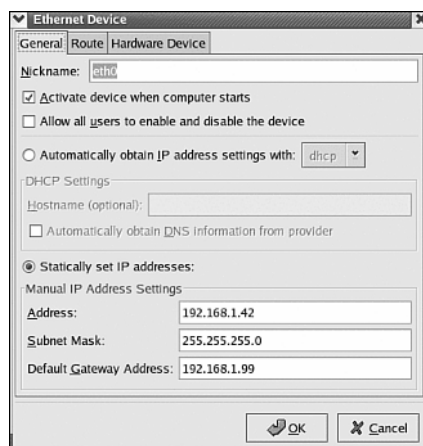 Ethernet Device
General Route Hardware Device
Nickname: eth0
Activate device when computer starts
Allow all users to enable and disable the device
Automatically obtain IP address settings with: dhcp
DHCP Settings
Hostname (optional):
Automatically obtain DNS information from provider
Statically set IP addresses:
Manual IP Address Settings
Address: 192.168.1.42
Subnet Mask: 255.255.255.0
Default Gateway Address: 192.168.1.99
OK Cancel